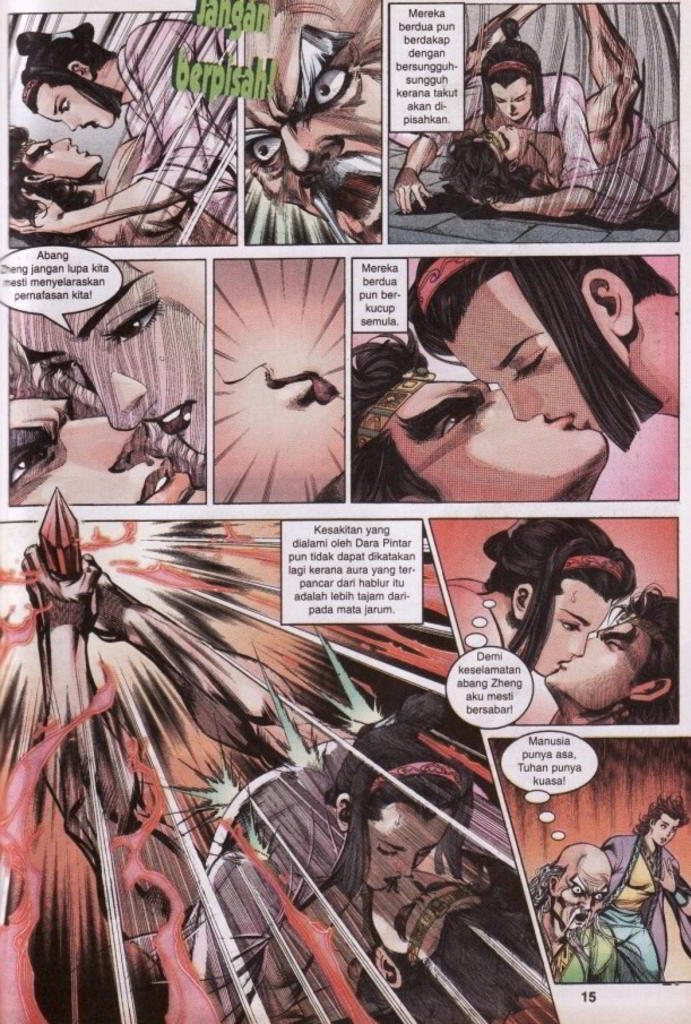 Jangan
berpisah!
Mereka
berdua pun
berdakap
dengan
bersungguh-
sungguh
kerana takut
akan di-
pisahkan.
Abang
Zheng jangan lupa kita
mesti menyelaraskan
pernafasan kita!
Mereka
berdua
pun ber-
kucup
semula.
Kesakitan yang
dialami oleh Dara Pintar
pun tidak dapat dikatakan
lagi kerana aura yang ter-
pancar dari hablur itu
adalah lebih tajam dari-
pada mata jarum.
Demi
keselamatan
abang Zheng
aku mesti
bersabar!
Manusia
punya asa,
Tuhan punya
kuasa!
15